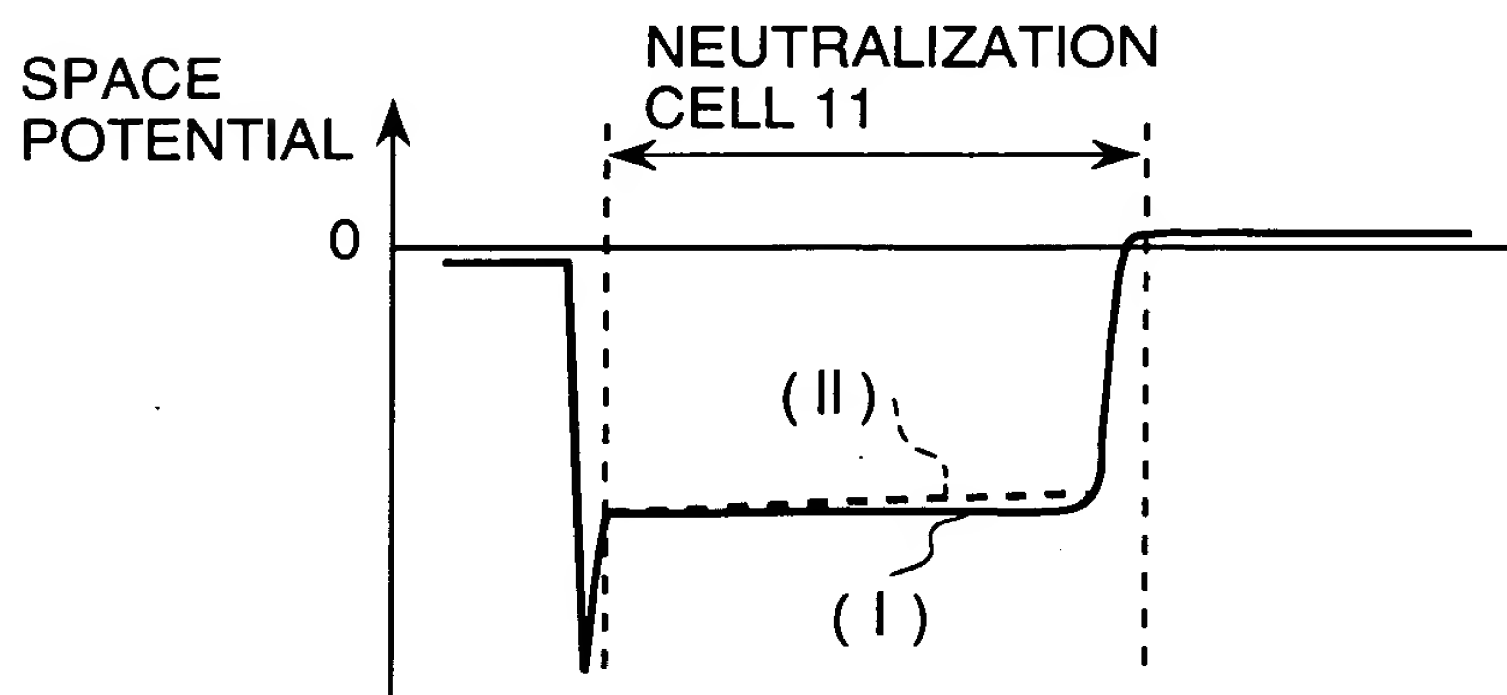 SPACE
POTENTIAL
NEUTRALIZATION
CELL 11
0
( II )
( I )